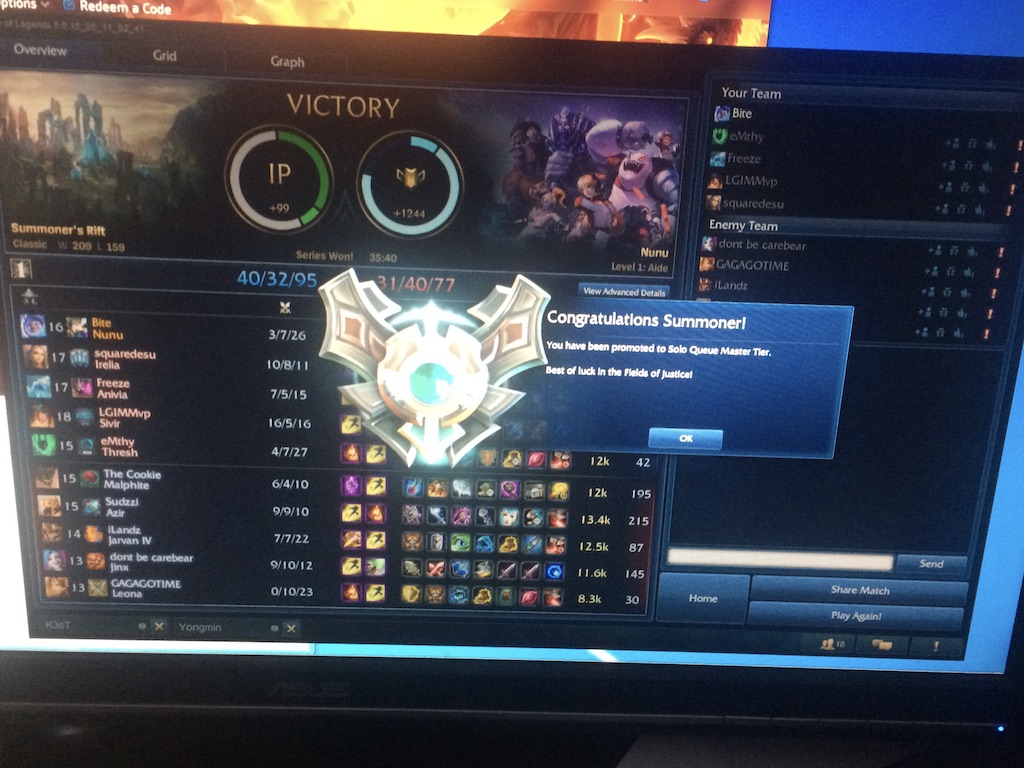 ptions
Redeem a Code
Overview
Grid
Graph
VICTORY
IP
+99
+1244
Summoner's Rift
Classic W 209 L 159
Series Won! 35:40
Nunu
Level 1: Aide
1
40/32/95
31/40/77
View Advanced Details
16 Bite
Nunu
3/7/26
17 squaredesu
Irelia
10/8/11
17 Freeze
Anivia
7/5/15
18 LGIMMvp
Sivir
16/5/16
15 eMthy
Thresh
4/7/27
12k 42
15 The Cookie
Malphite
6/4/10
12k 195
15 Sudzzi
Azir
9/9/10
13.4k 215
14 iLandz
Jarvan IV
7/7/22
12.5k 87
13 dont be carebear
Jinx
9/10/12
11.6k 145
13 GAGAGOTIME
Leona
0/10/23
8.3k 30
Your Team
Bite
eMthy
Freeze
LGIMMvp
squaredesu
Enemy Team
dont be carebear
GAGAGOTIME
iLandz
Congratulations Summoner!
You have been promoted to Solo Queue Master Tier.
Best of luck in the Fields of Justice!
OK
Send
Home
Share Match
Play Again!
K3oT
Yongmin
16
ASUS